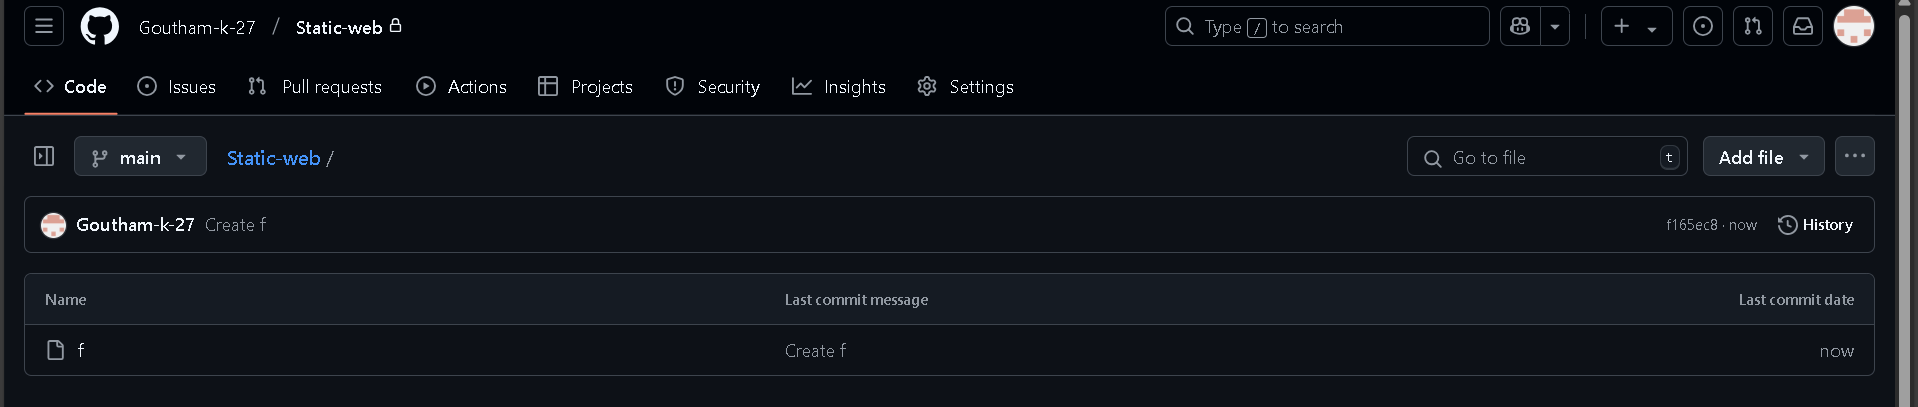 Goutham-k-27 / Static-web Type / to search
Code Issues Pull requests Actions Projects Security Insights Settings
main Static-web / Go to file t Add file
Goutham-k-27 Create f f165ec8 · now History
Name Last commit message Last commit date
f Create f now